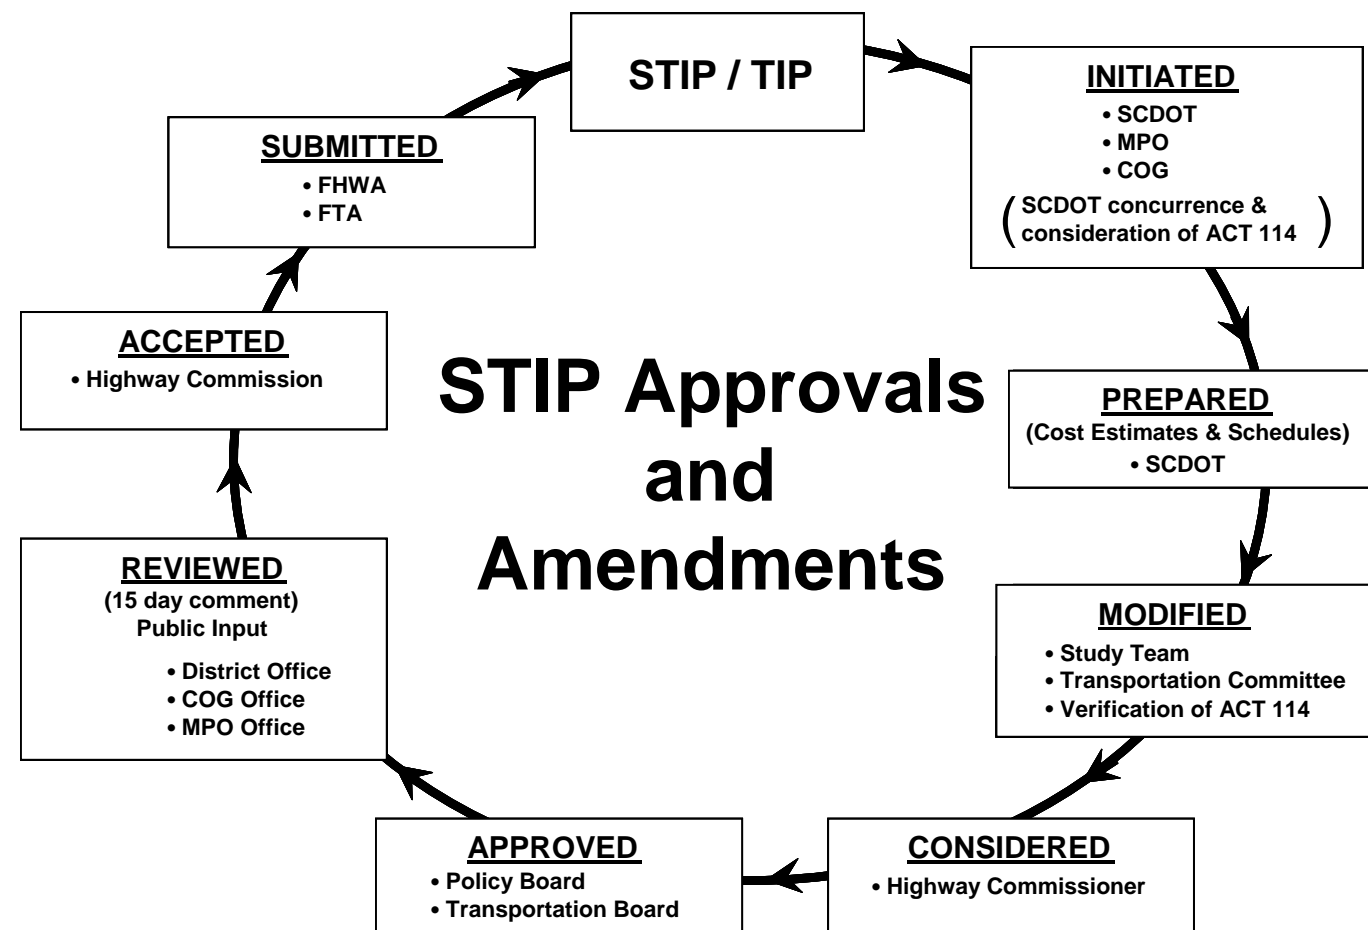 STIP / TIP
INITIATED
• SCDOT
• MPO
• COG
(SCDOT concurrence &
consideration of ACT 114)
PREPARED
(Cost Estimates & Schedules)
• SCDOT
MODIFIED
• Study Team
• Transportation Committee
• Verification of ACT 114
CONSIDERED
• Highway Commissioner
APPROVED
• Policy Board
• Transportation Board
REVIEWED
(15 day comment)
Public Input
• District Office
• COG Office
• MPO Office
ACCEPTED
• Highway Commission
SUBMITTED
• FHWA
• FTA
STIP Approvals
and
Amendments